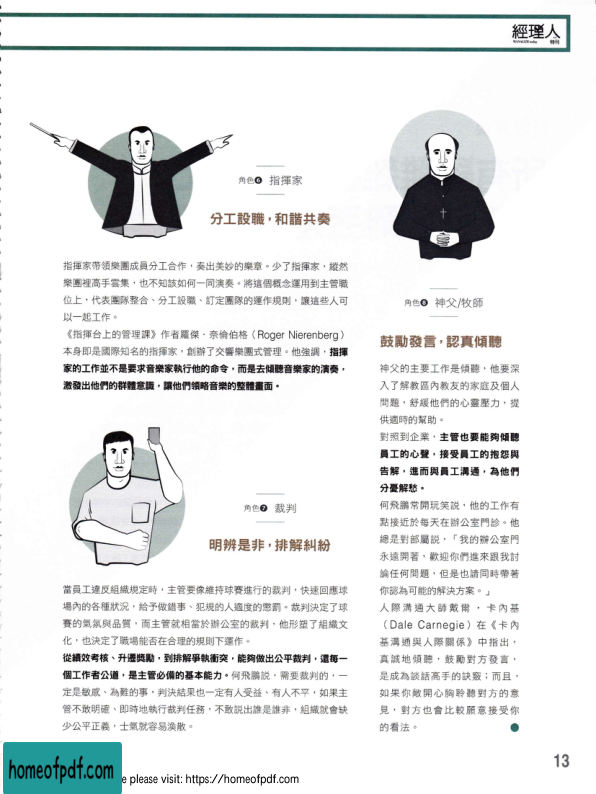 經理人
特刊
角色❻ 指揮家
分工設職，和諧共奏
指揮家帶領樂團成員分工合作，奏出美妙的樂章。少了指揮家，縱然
樂團裡高手雲集，也不知該如何一同演奏。將這個概念運用到主管職
位上，代表團隊整合、分工設職、訂定團隊的運作規則，讓這些人可
以一起工作。
《指揮台上的管理課》作者羅傑．奈倫伯格（Roger Nierenberg）
本身即是國際知名的指揮家，創辦了交響樂團式管理。他強調，指揮
家的工作並不是要求音樂家執行他的命令，而是去傾聽音樂家的演奏，
激發出他們的群體意識，讓他們領略音樂的整體畫面。
角色❼ 裁判
明辨是非，排解糾紛
當員工違反組織規定時，主管要像維持球賽進行的裁判，快速回應球
場內的各種狀況，給予做錯事、犯規的人適度的懲罰。裁判決定了球
賽的氣氛與品質，而主管就相當於辦公室的裁判，他形塑了組織文
化，也決定了職場能否在合理的規則下運作。
從績效考核、升遷獎勵，到排解爭執衝突，能夠做出公平裁判，還每一
個工作者公道，是主管必備的基本能力。何飛鵬說，需要裁判的，一
定是敏感、為難的事，判決結果也一定有人受益、有人不平，如果主
管不敢明確、即時地執行裁判任務，不敢說出誰是誰非，組織就會缺
少公平正義，士氣就容易渙散。
角色❽ 神父/牧師
鼓勵發言，認真傾聽
神父的主要工作是傾聽，他要深
入了解教區內教友的家庭及個人
問題，舒緩他們的心靈壓力，提
供適時的幫助。
對照到企業，主管也要能夠傾聽
員工的心聲，接受員工的抱怨與
告解，進而與員工溝通，為他們
分憂解愁。
何飛鵬常開玩笑說，他的工作有
點接近於每天在辦公室門診。他
總是對部屬說，「我的辦公室門
永遠開著，歡迎你們進來跟我討
論任何問題，但是也請同時帶著
你認為可能的解決方案。」
人際溝通大師戴爾．卡內基
（Dale Carnegie）在《卡內
基溝通與人際關係》中指出，
真誠地傾聽，鼓勵對方發言，
是成為談話高手的訣竅；而且，
如果你敞開心胸聆聽對方的意
見，對方也會比較願意接受你
的看法。
13
homeofpdf.com
e please visit: https://homeofpdf.com